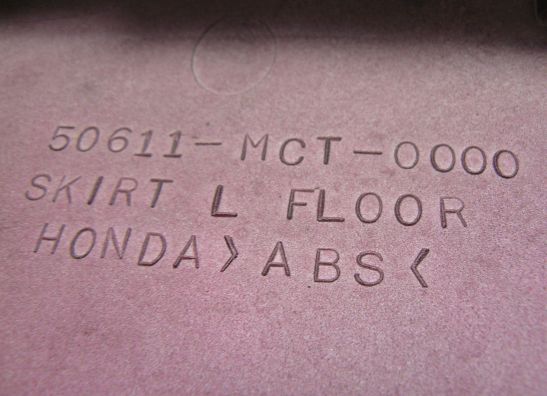 50611-MCT-0000
SKIRT L FLOOR
HONDA >ABS<